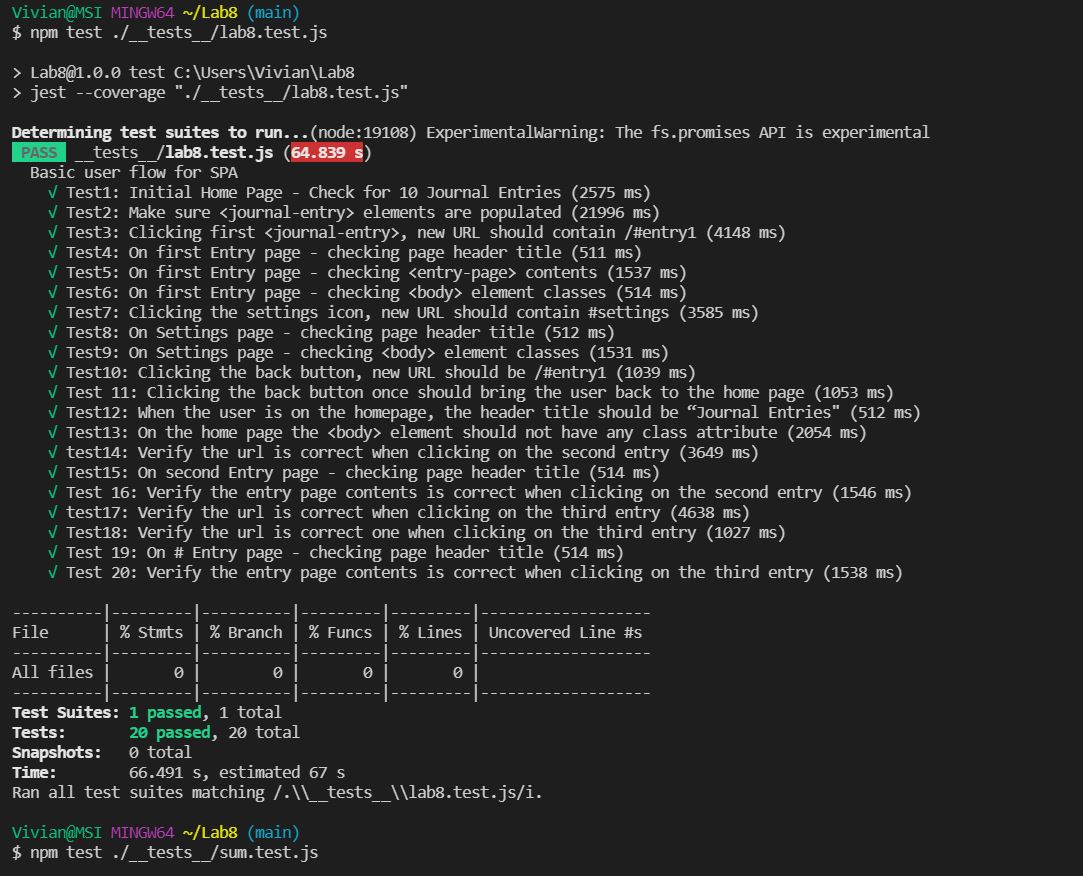 Vivian@MSI MINGW64 ~/Lab8 (main)
$ npm test ./__tests__/lab8.test.js
> Lab8@1.0.0 test C:\Users\Vivian\Lab8
> jest --coverage "./__tests__/lab8.test.js"
Determining test suites to run...(node:19108) ExperimentalWarning: The fs.promises API is experimental
PASS __tests__/lab8.test.js (64.839 s)
Basic user flow for SPA
√ Test1: Initial Home Page - Check for 10 Journal Entries (2575 ms)
√ Test2: Make sure <journal-entry> elements are populated (21996 ms)
√ Test3: Clicking first <journal-entry>, new URL should contain /#entry1 (4148 ms)
√ Test4: On first Entry page - checking page header title (511 ms)
√ Test5: On first Entry page - checking <entry-page> contents (1537 ms)
√ Test6: On first Entry page - checking <body> element classes (514 ms)
√ Test7: Clicking the settings icon, new URL should contain #settings (3585 ms)
√ Test8: On Settings page - checking page header title (512 ms)
√ Test9: On Settings page - checking <body> element classes (1531 ms)
√ Test10: Clicking the back button, new URL should be /#entry1 (1039 ms)
√ Test 11: Clicking the back button once should bring the user back to the home page (1053 ms)
√ Test12: When the user is on the homepage, the header title should be “Journal Entries" (512 ms)
√ Test13: On the home page the <body> element should not have any class attribute (2054 ms)
√ test14: Verify the url is correct when clicking on the second entry (3649 ms)
√ Test15: On second Entry page - checking page header title (514 ms)
√ Test 16: Verify the entry page contents is correct when clicking on the second entry (1546 ms)
√ test17: Verify the url is correct when clicking on the third entry (4638 ms)
√ Test18: Verify the url is correct one when clicking on the third entry (1027 ms)
√ Test 19: On # Entry page - checking page header title (514 ms)
√ Test 20: Verify the entry page contents is correct when clicking on the third entry (1538 ms)
----------|---------|----------|---------|---------|-------------------
File      | % Stmts | % Branch | % Funcs | % Lines | Uncovered Line #s
----------|---------|----------|---------|---------|-------------------
All files |       0 |        0 |       0 |       0 |
----------|---------|----------|---------|---------|-------------------
Test Suites: 1 passed, 1 total
Tests:       20 passed, 20 total
Snapshots:   0 total
Time:        66.491 s, estimated 67 s
Ran all test suites matching /.\\__tests__\\lab8.test.js/i.
Vivian@MSI MINGW64 ~/Lab8 (main)
$ npm test ./__tests__/sum.test.js